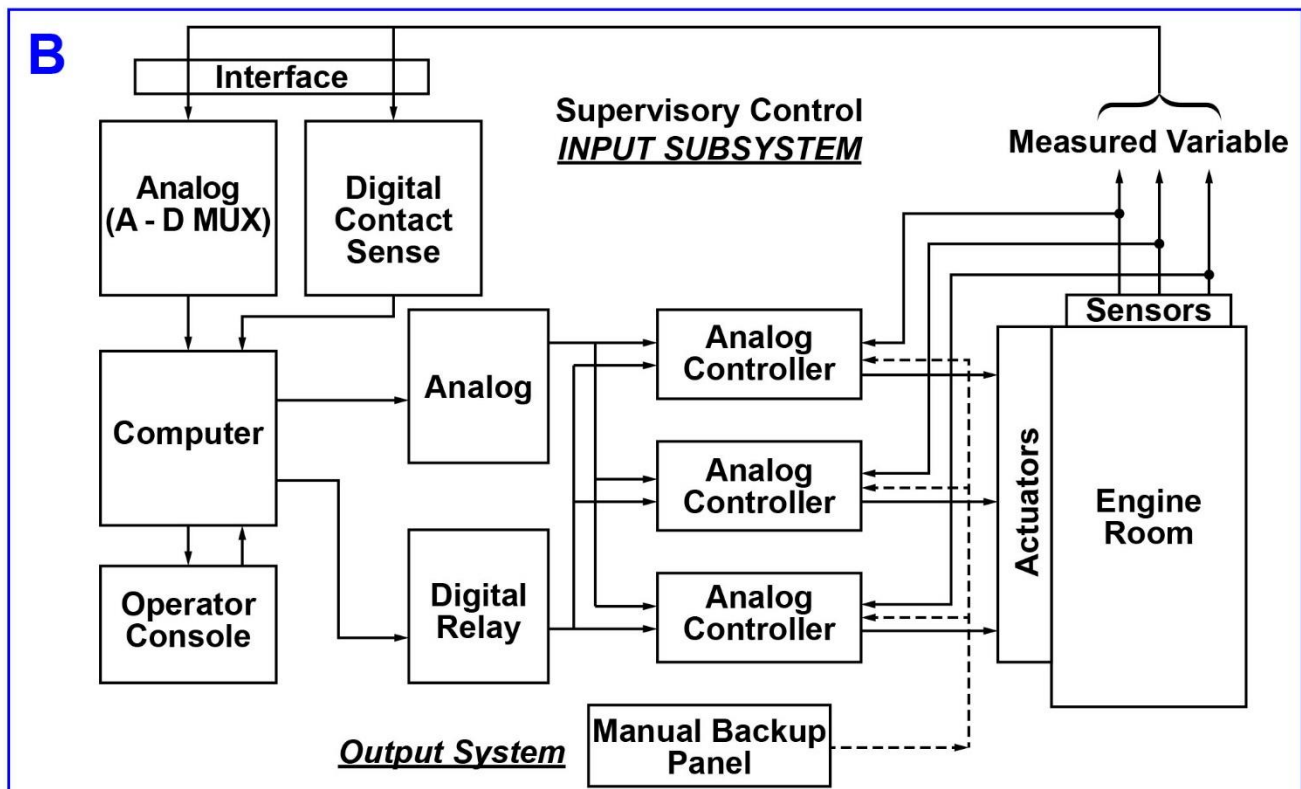 B
Interface
Supervisory Control
INPUT SUBSYSTEM
Measured Variable
Analog
(A - D MUX)
Digital
Contact
Sense
Sensors
Analog
Analog
Controller
Computer
Analog
Controller
Actuators
Engine
Room
Operator
Console
Digital
Relay
Analog
Controller
Output System
Manual Backup
Panel